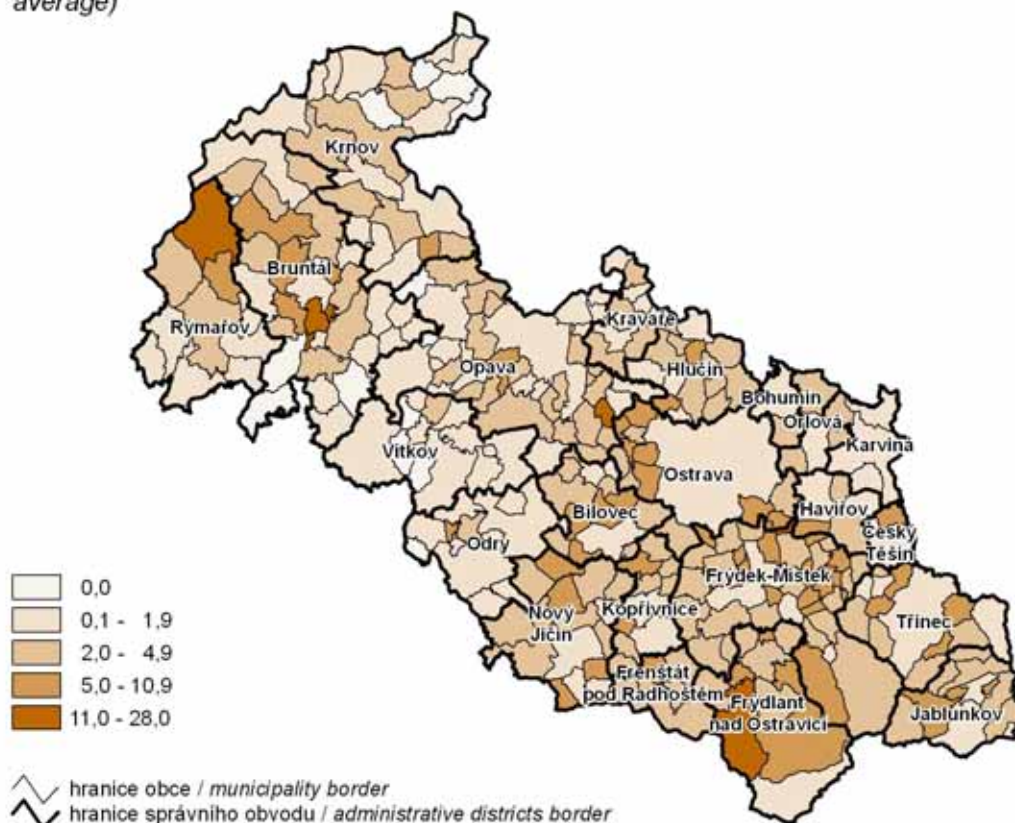 average)
Krnov
Bruntál
Rýmařov
Kravaře
Opava
Hlučín
Bohumín
Orlová
Karviná
Vítkov
Ostrava
Bílovec
Havířov
Český
Těšín
Odry
Frýdek-Místek
Nový
Jičín
Kopřivnice
Třinec
Frenštát
pod Radhoštěm
Frýdlant
nad Ostravicí
Jablunkov
0,0
0,1 - 1,9
2,0 - 4,9
5,0 - 10,9
11,0 - 28,0
hranice obce / municipality border
hranice správního obvodu / administrative districts border